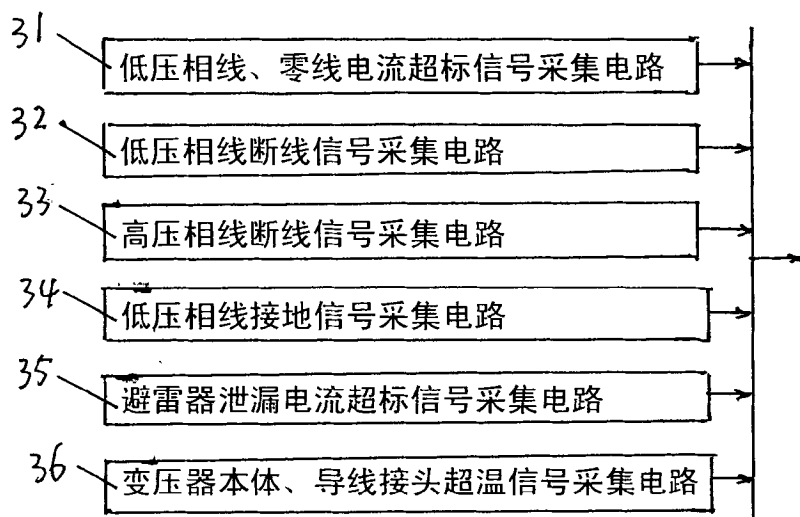 31
低压相线、零线电流超标信号采集电路
32
低压相线断线信号采集电路
33
高压相线断线信号采集电路
34
低压相线接地信号采集电路
35
避雷器泄漏电流超标信号采集电路
36
变压器本体、导线接头超温信号采集电路